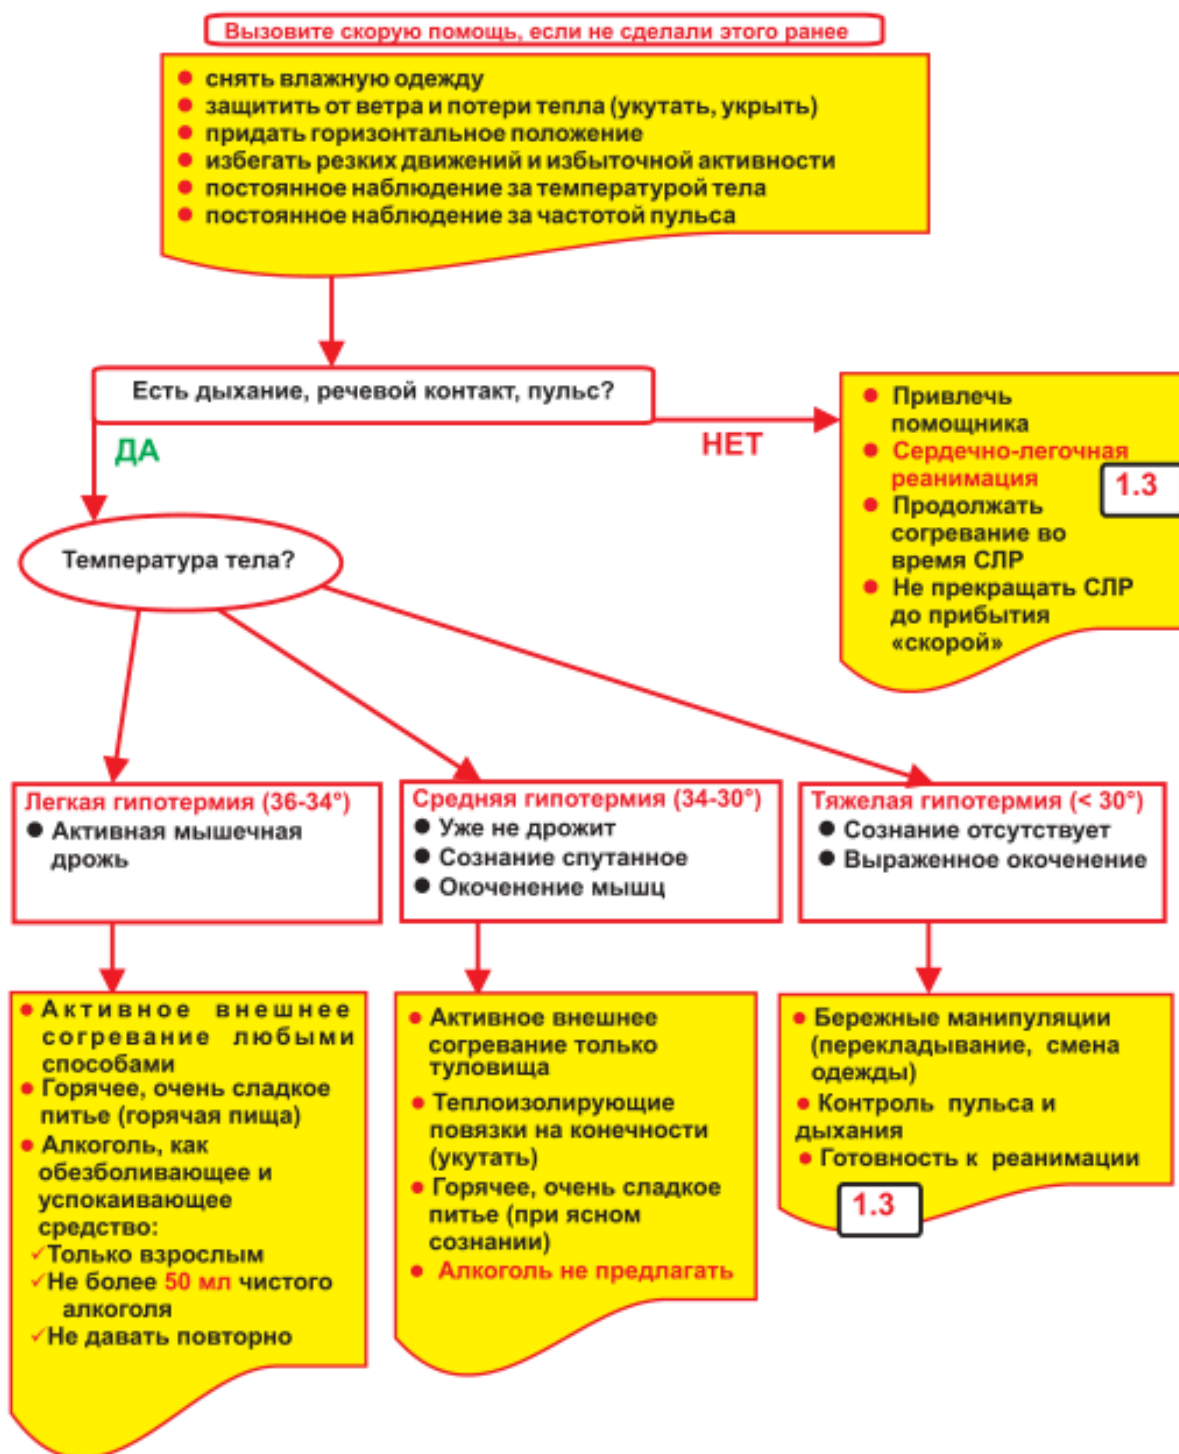 Вызовите скорую помощь, если не сделали этого ранее
● снять влажную одежду
● защитить от ветра и потери тепла (укутать, укрыть)
● придать горизонтальное положение
● избегать резких движений и избыточной активности
● постоянное наблюдение за температурой тела
● постоянное наблюдение за частотой пульса
Есть дыхание, речевой контакт, пульс?
ДА
НЕТ
● Привлечь
помощника
● Сердечно-легочная
реанимация
1.3
● Продолжать
согревание во
время СЛР
● Не прекращать СЛР
до прибытия
«скорой»
Температура тела?
Легкая гипотермия (36-34°)
● Активная мышечная
дрожь
Средняя гипотермия (34-30°)
● Уже не дрожит
● Сознание спутанное
● Окоченение мышц
Тяжелая гипотермия (< 30°)
● Сознание отсутствует
● Выраженное окоченение
● Активное внешнее
согревание любыми
способами
● Горячее, очень сладкое
питье (горячая пища)
● Алкоголь, как
обезболивающее и
успокаивающее
средство:
✓Только взрослым
✓Не более 50 мл чистого
алкоголя
✓Не давать повторно
● Активное внешнее
согревание только
туловища
● Теплоизолирующие
повязки на конечности
(укутать)
● Горячее, очень сладкое
питье (при ясном
сознании)
● Алкоголь не предлагать
● Бережные манипуляции
(перекладывание, смена
одежды)
● Контроль пульса и
дыхания
● Готовность к реанимации
1.3